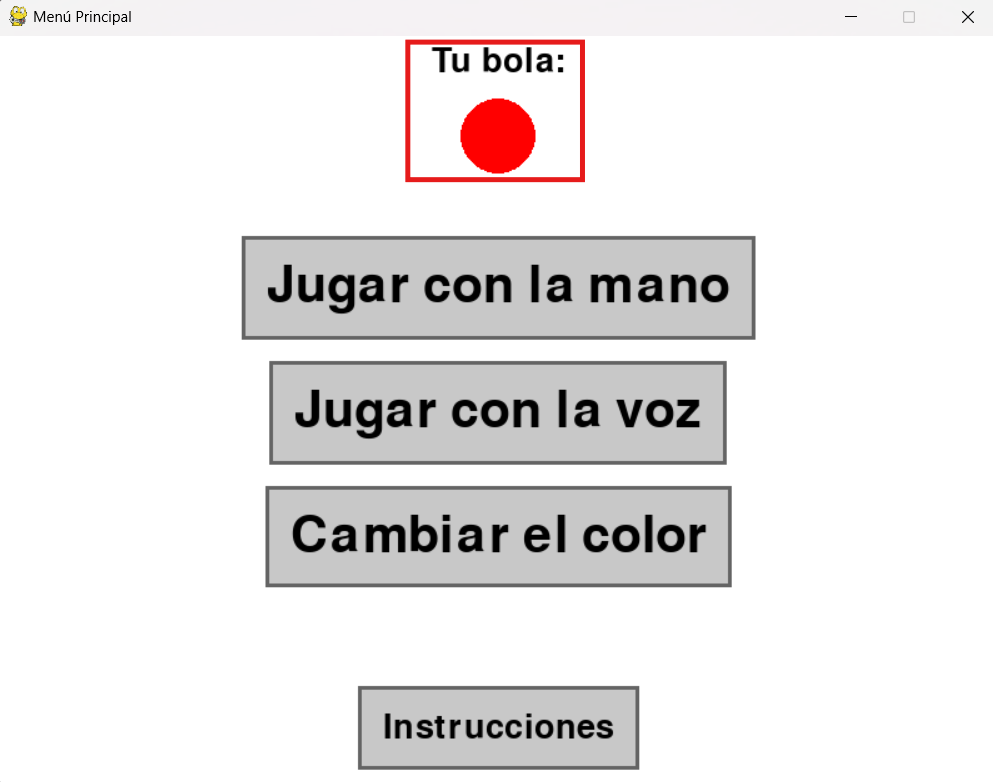 Menú Principal
Tu bola:
Jugar con la mano
Jugar con la voz
Cambiar el color
Instrucciones